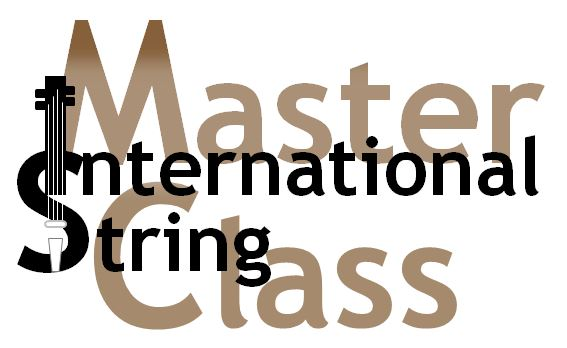 Master
International
String
Class